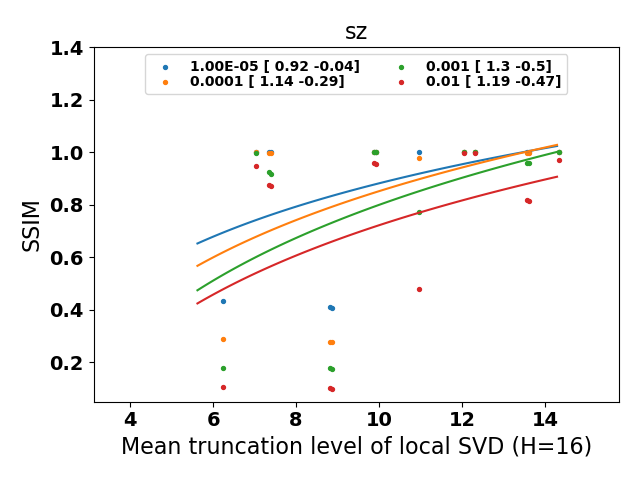 sz
1.00E-05 [ 0.92 -0.04]
0.0001 [ 1.14 -0.29]
0.001 [ 1.3 -0.5]
0.01 [ 1.19 -0.47]
SSIM
1.4
1.2
1.0
0.8
0.6
0.4
0.2
4 6 8 10 12 14
Mean truncation level of local SVD (H=16)